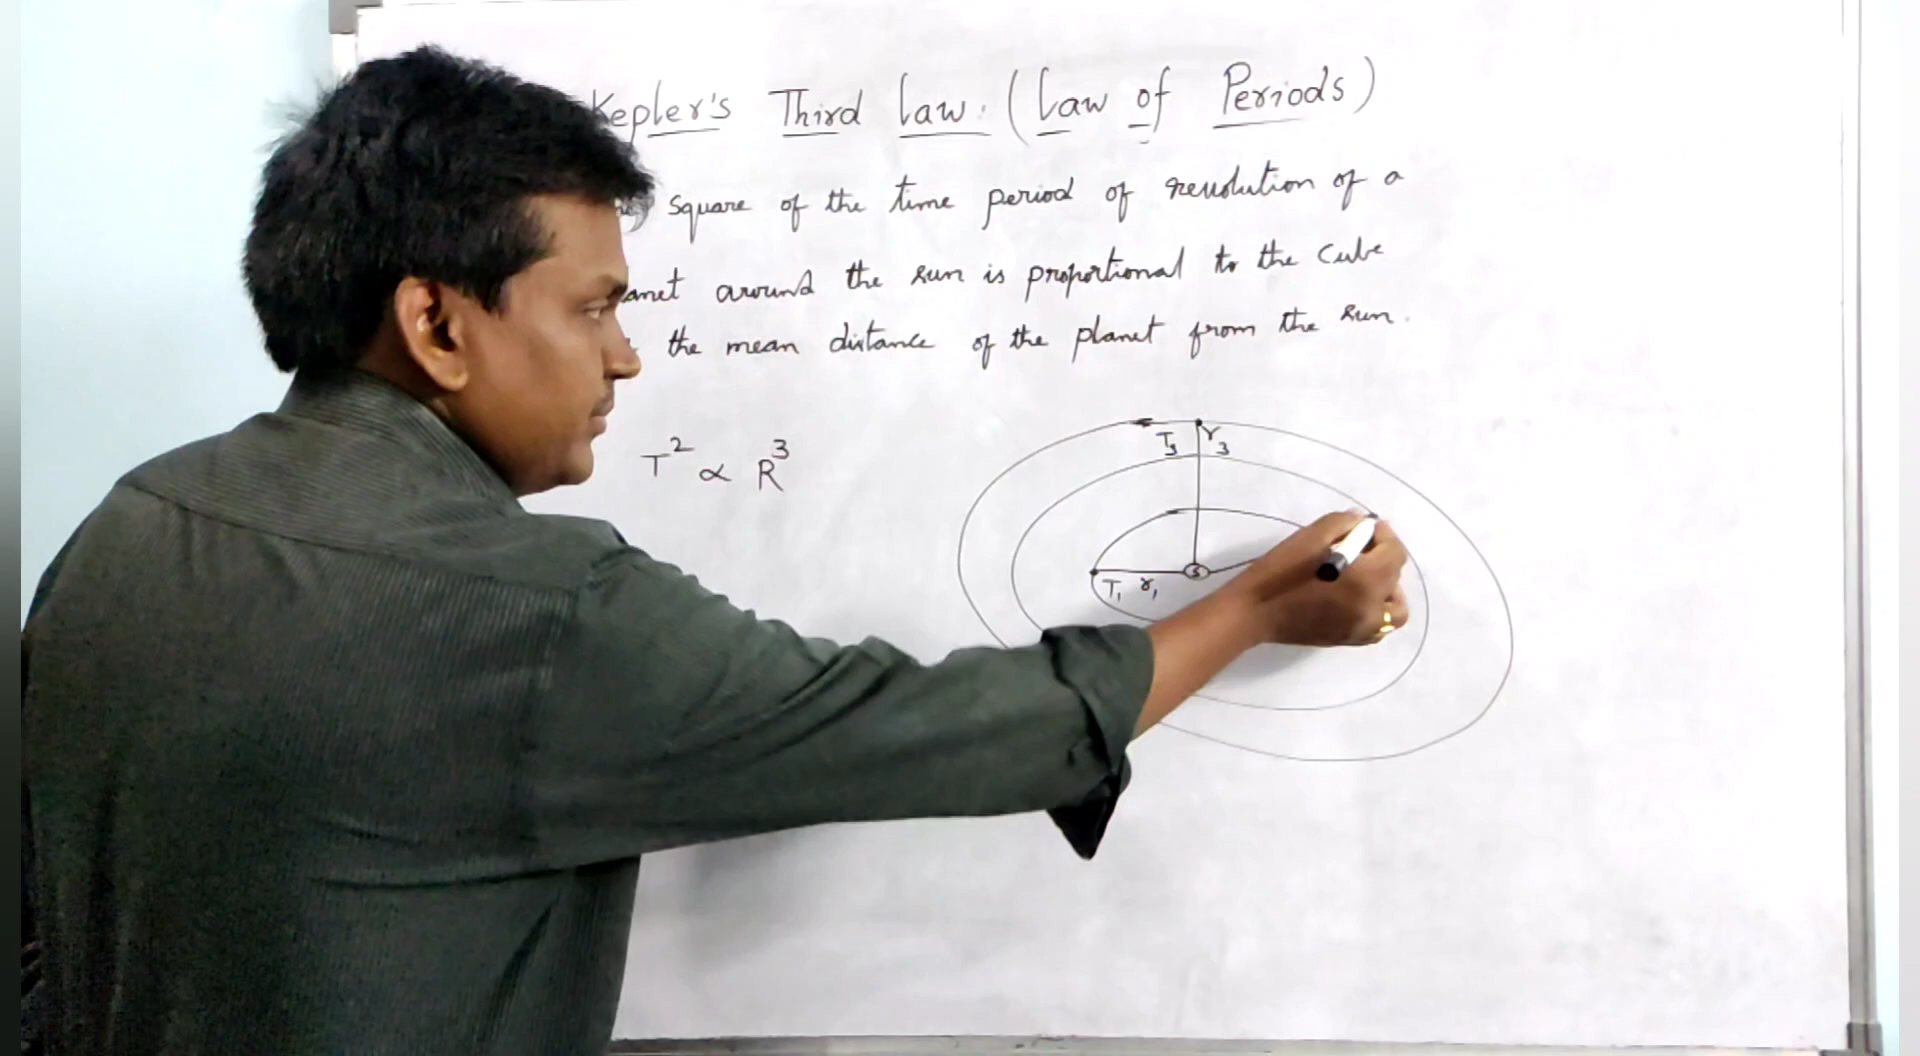 Kepler's Third law. (Law of Periods)
square of the time period of revolution of a
anet around the sun is proportional to the cube
the mean distance of the planet from the sun.
T² ∝ R³
T₃ r₃
S
T₁ r₁